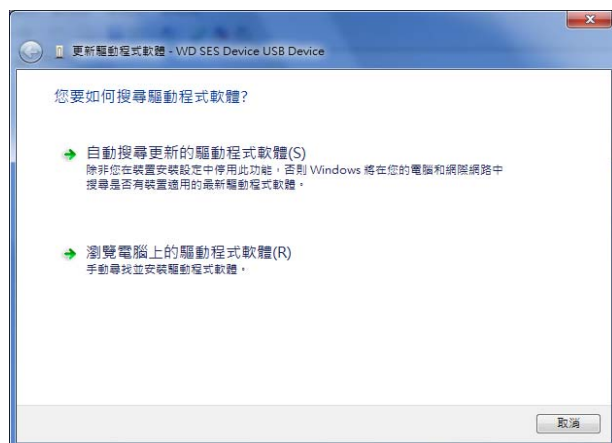 更新驅動程式軟體 - WD SES Device USB Device
您要如何搜尋驅動程式軟體?
自動搜尋更新的驅動程式軟體(S)
除非您在裝置安裝設定中停用此功能，否則 Windows 將在您的電腦和網際網路中
搜尋是否有裝置適用的最新驅動程式軟體。
瀏覽電腦上的驅動程式軟體(R)
手動尋找並安裝驅動程式軟體。
取消